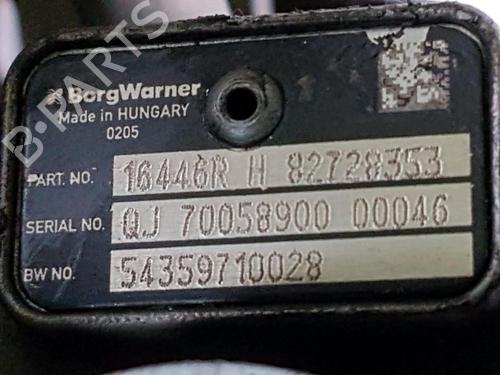 B-PARTS
BorgWarner
Made in HUNGARY
0205
PART. NO. 16446R H 82728353
SERIAL NO. QJ 70058900 00046
BW NO. 54359710028